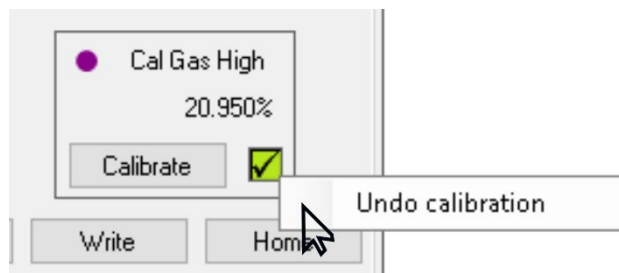 Cal Gas High
20.950%
Calibrate
Undo calibration
Write
Home